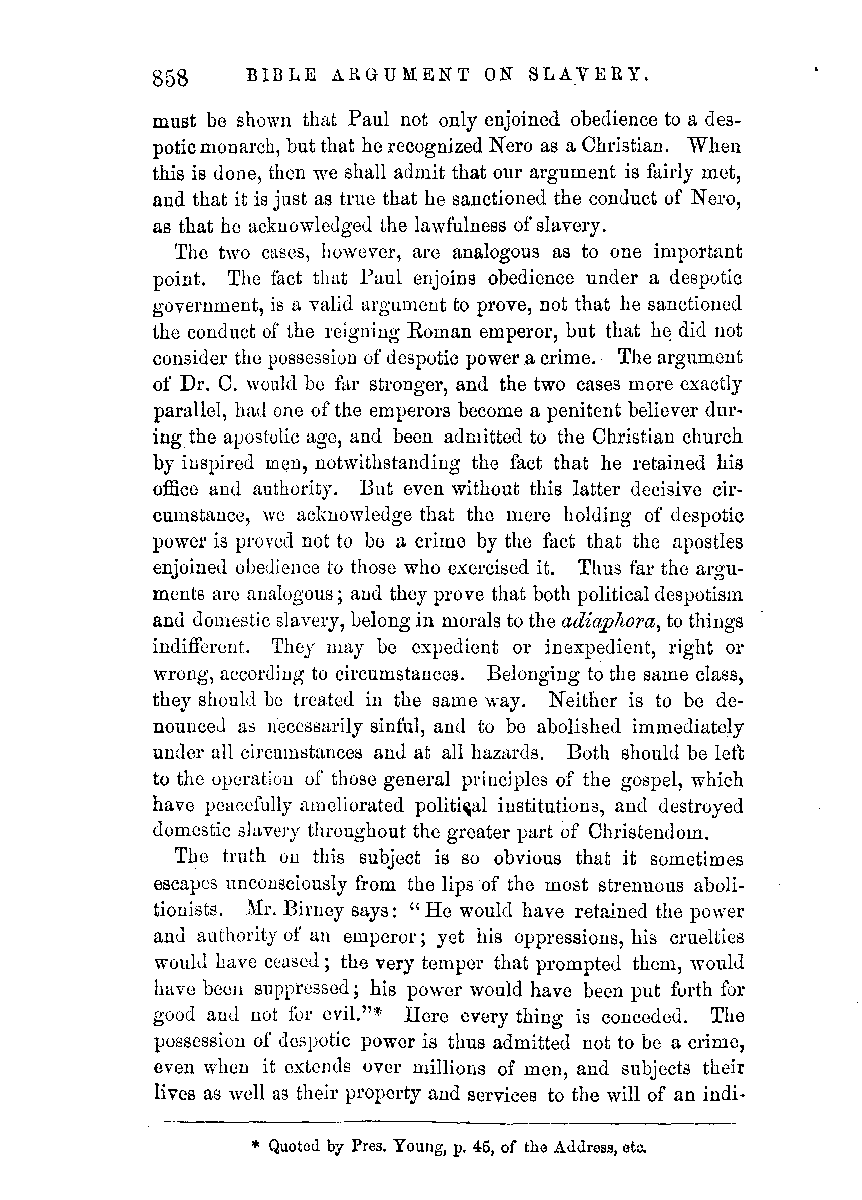 858 BIBLE ARGUMENT ON SLAVERY.
must be shown that Paul not only enjoined obedience to a des-
potic monarch, but that he recognized Nero as a Christian. When
this is done, then we shall admit that our argument is fairly met,
and that it is just as true that he sanctioned the conduct of Nero,
as that he acknowledged the lawfulness of slavery.
The two cases, however, are analogous as to one important
point. The fact that Paul enjoins obedience under a despotic
government, is a valid argument to prove, not that he sanctioned
the conduct of the reigning Roman emperor, but that he did not
consider the possession of despotic power a crime. The argument
of Dr. C. would be far stronger, and the two cases more exactly
parallel, had one of the emperors become a penitent believer dur-
ing the apostolic age, and been admitted to the Christian church
by inspired men, notwithstanding the fact that he retained his
office and authority. But even without this latter decisive cir-
cumstance, we acknowledge that the mere holding of despotic
power is proved not to be a crime by the fact that the apostles
enjoined obedience to those who exercised it. Thus far the argu-
ments are analogous; and they prove that both political despotism
and domestic slavery, belong in morals to the adiaphora, to things
indifferent. They may be expedient or inexpedient, right or
wrong, according to circumstances. Belonging to the same class,
they should be treated in the same way. Neither is to be de-
nounced as necessarily sinful, and to be abolished immediately
under all circumstances and at all hazards. Both should be left
to the operation of those general principles of the gospel, which
have peacefully ameliorated political institutions, and destroyed
domestic slavery throughout the greater part of Christendom.
The truth on this subject is so obvious that it sometimes
escapes unconsciously from the lips of the most strenuous aboli-
tionists. Mr. Birney says: "He would have retained the power
and authority of an emperor; yet his oppressions, his cruelties
would have ceased; the very temper that prompted them, would
have been suppressed; his power would have been put forth for
good and not for evil."* Here every thing is conceded. The
possession of despotic power is thus admitted not to be a crime,
even when it extends over millions of men, and subjects their
lives as well as their property and services to the will of an indi-
* Quoted by Pres. Young, p. 45, of the Address, etc.